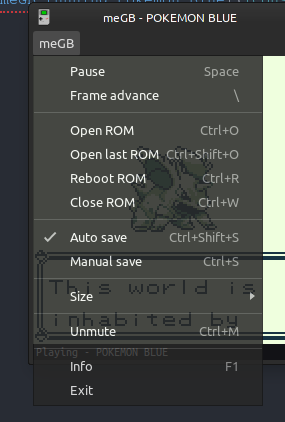 meGB - POKEMON BLUE
meGB
Pause Space
Frame advance \
Open ROM Ctrl+O
Open last ROM Ctrl+Shift+O
Reboot ROM Ctrl+R
Close ROM Ctrl+W
Auto save Ctrl+Shift+S
Manual save Ctrl+S
Size
This world is
inhabited by
Unmute Ctrl+M
Playing - POKEMON BLUE
Info F1
Exit